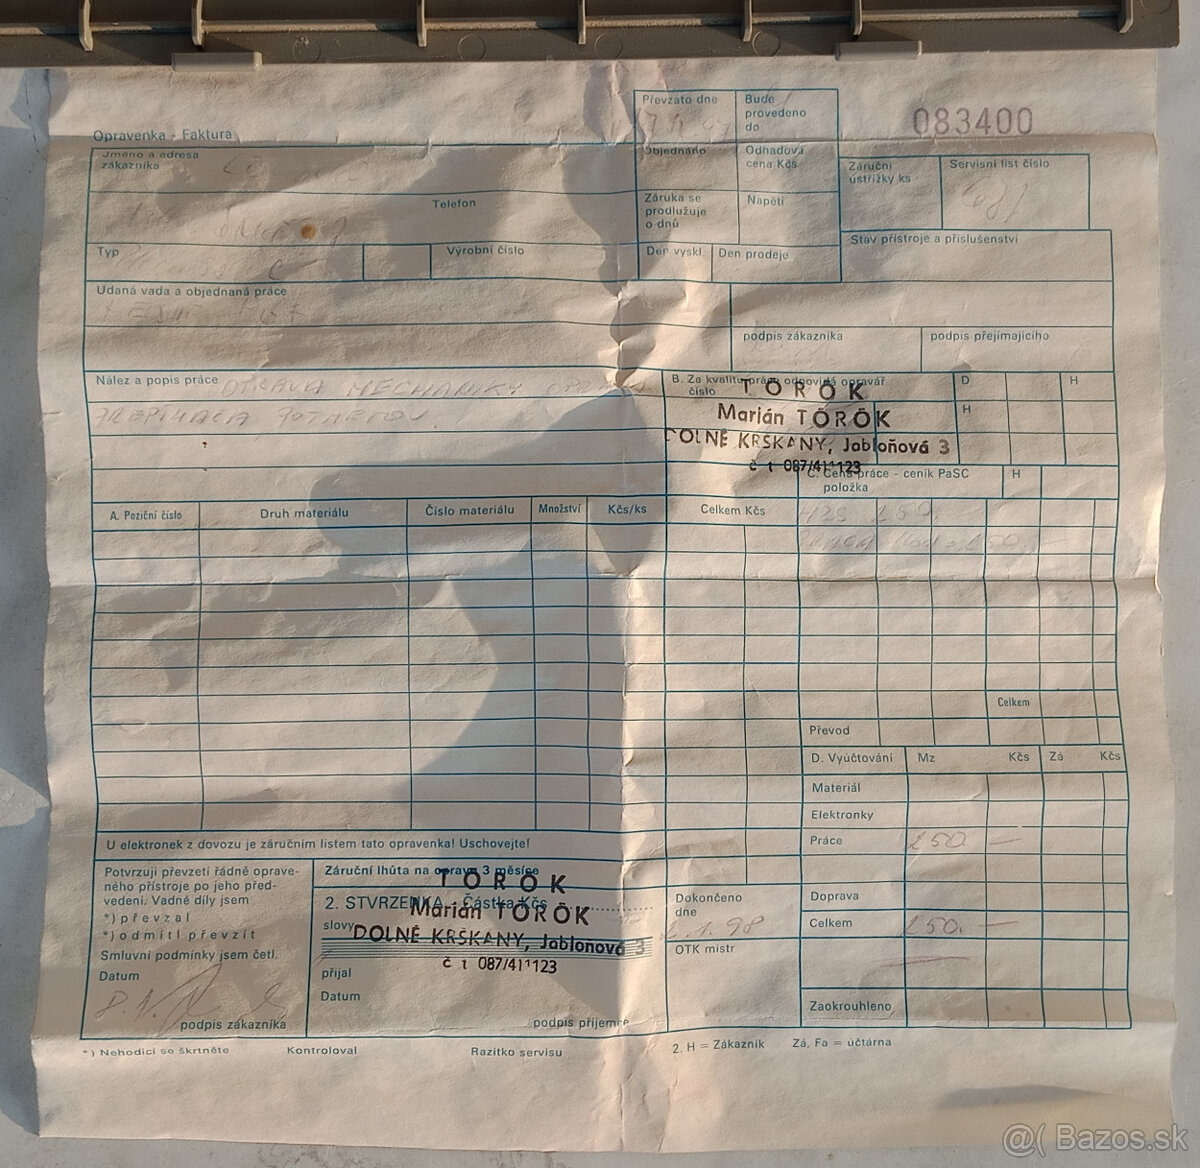 Opravenka - Faktura
083400
Převzato dne
Bude provedeno do
Jméno a adresa zákazníka
Objednáno
Odhadová cena Kčs
Záruční ústřižky ks
Servisní list číslo
Telefon
Záruka se prodlužuje o dnů
Napětí
Stav přístroje a příslušenství
Typ
Výrobní číslo
Den vyskl.
Den prodeje
Udaná vada a objednaná práce
podpis zákazníka
podpis přejímajícího
Nález a popis práce OPRAVA MECHANIKY
B. Za kvalitu práce odpovídá opravář číslo
D
H
TÖRÖK
Marián TÖRÖK
H
DOLNÉ KRŠKANY, Jabloňová 3
č t 087/411123
C. Cena práce - ceník PaSC položka
H
A. Poziční číslo
Druh materiálu
Číslo materiálu
Množství
Kčs/ks
Celkem Kčs
Celkem
Převod
D. Vyúčtování
Mz
Kčs
Zá
Kčs
Materiál
Elektronky
Práce 250 —
U elektronek z dovozu je záručním listem tato opravenka! Uschovejte!
Potvrzuji převzetí řádně oprave-
ného přístroje po jeho před-
vedení. Vadné díly jsem
*) převzal
*) odmítl převzít
Smluvní podmínky jsem četl.
Datum
podpis zákazníka
Záruční lhůta na opravu 3 měsíce
TÖRÖK
2. STVRZENKA - Částka Kčs
Marián TÖRÖK
slovy
DOLNÉ KRŠKANY, Jabloňová 3
č t 087/411123
přijal
Datum
podpis příjemce
Dokončeno dne
OTK mistr
Doprava
Celkem 250. —
Zaokrouhleno
*) Nehodící se škrtněte
Kontroloval
Razítko servisu
2. H = Zákazník
Zá, Fa = účtárna
@( Bazos.sk